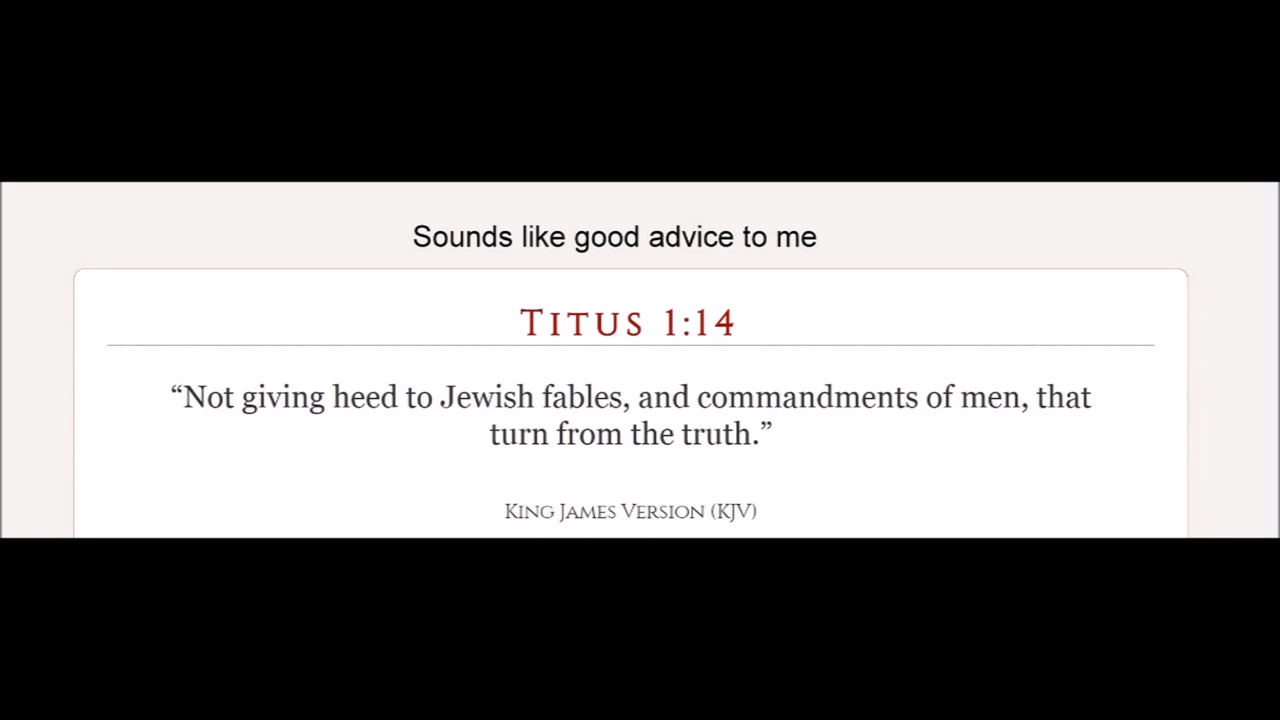 Sounds like good advice to me
TITUS 1:14
“Not giving heed to Jewish fables, and commandments of men, that
turn from the truth.”
KING JAMES VERSION (KJV)